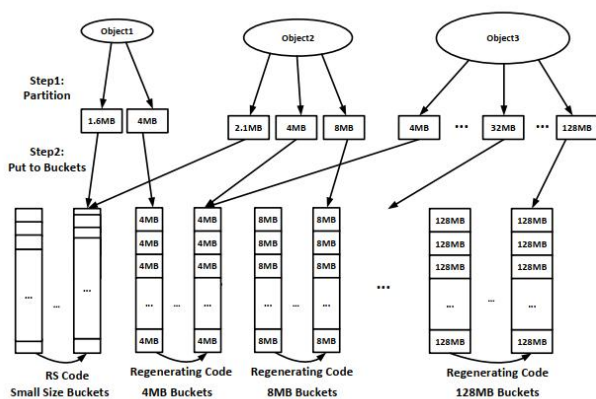 Object1
Object2
Object3
Step1:
Partition
1.6MB 4MB 2.1MB 4MB 8MB 4MB ... 32MB ... 128MB
Step2:
Put to Buckets
4MB 4MB 8MB 8MB 128MB 128MB
4MB 4MB 8MB 8MB 128MB 128MB
4MB 4MB 8MB 8MB 128MB 128MB
...
... ... ... ... ... ... ... ... ... ... ... ...
4MB 4MB 8MB 8MB 128MB 128MB
RS Code Regenerating Code Regenerating Code Regenerating Code
Small Size Buckets 4MB Buckets 8MB Buckets 128MB Buckets